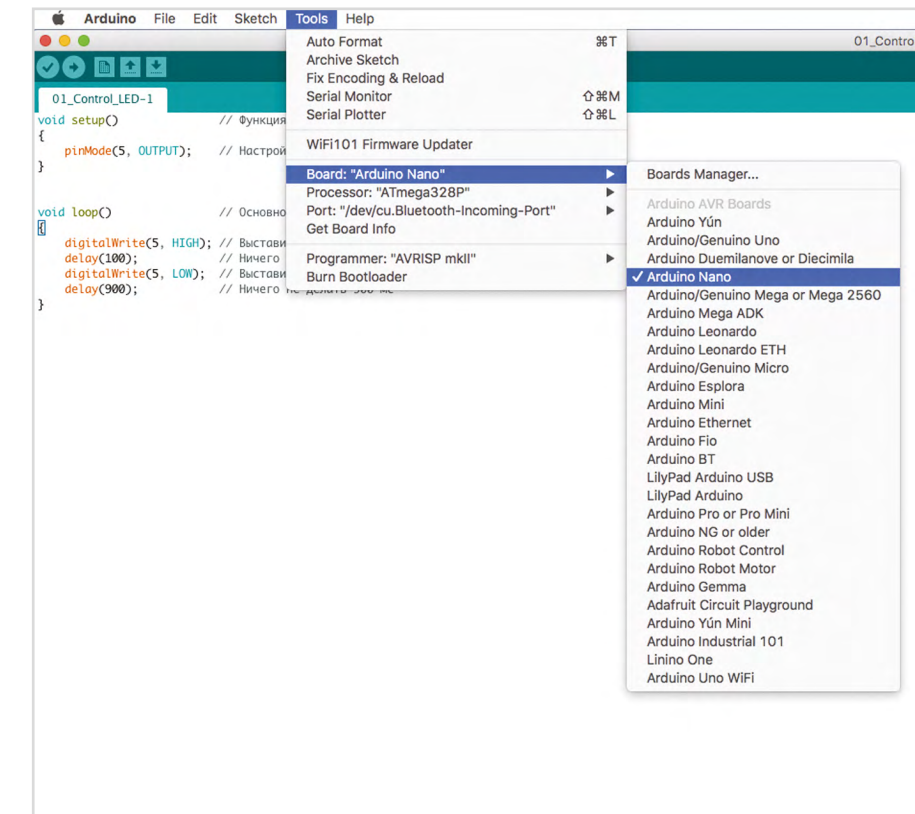 Arduino File Edit Sketch Tools Help
01_Contro
01_Control_LED-1
void setup() // Функция
{
pinMode(5, OUTPUT); // Настрой
}
void loop() // Основно
{
digitalWrite(5, HIGH); // Выстави
delay(100); // Ничего
digitalWrite(5, LOW); // Выстави
delay(900); // Ничего не делать 900 мс
}
Auto Format ⌘T
Archive Sketch
Fix Encoding & Reload
Serial Monitor ⇧⌘M
Serial Plotter ⇧⌘L
WiFi101 Firmware Updater
Board: "Arduino Nano"
Processor: "ATmega328P"
Port: "/dev/cu.Bluetooth-Incoming-Port"
Get Board Info
Programmer: "AVRISP mkII"
Burn Bootloader
Boards Manager...
Arduino AVR Boards
Arduino Yún
Arduino/Genuino Uno
Arduino Duemilanove or Diecimila
✓ Arduino Nano
Arduino/Genuino Mega or Mega 2560
Arduino Mega ADK
Arduino Leonardo
Arduino Leonardo ETH
Arduino/Genuino Micro
Arduino Esplora
Arduino Mini
Arduino Ethernet
Arduino Fio
Arduino BT
LilyPad Arduino USB
LilyPad Arduino
Arduino Pro or Pro Mini
Arduino NG or older
Arduino Robot Control
Arduino Robot Motor
Arduino Gemma
Adafruit Circuit Playground
Arduino Yún Mini
Arduino Industrial 101
Linino One
Arduino Uno WiFi